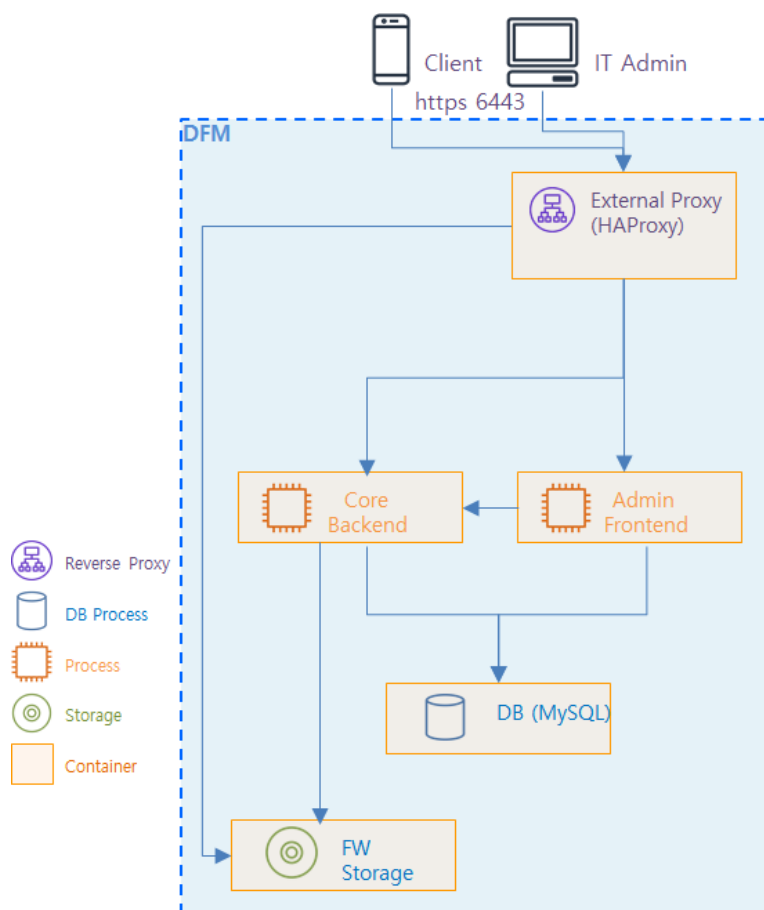 Client
IT Admin
https 6443
DFM
External Proxy
(HAProxy)
Core
Backend
Admin
Frontend
Reverse Proxy
DB Process
Process
Storage
Container
DB (MySQL)
FW
Storage